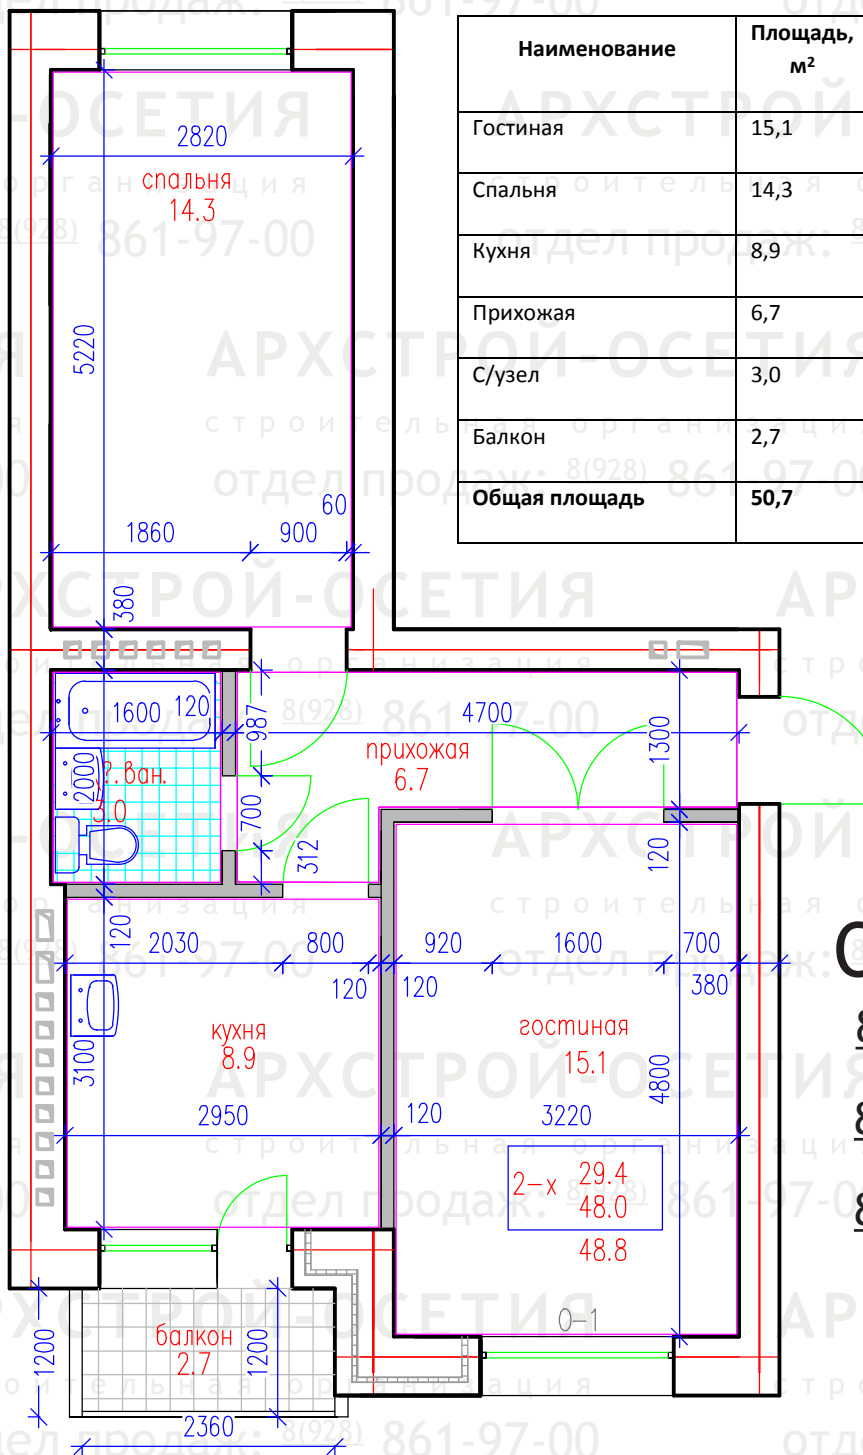 Наименование
Площадь, м²
Гостиная 15,1
Спальня 14,3
Кухня 8,9
Прихожая 6,7
С/узел 3,0
Балкон 2,7
Общая площадь 50,7
2820
спальня
14.3
5220
60
1860 900
380
1600 120
987
4700
1300
прихожая
6.7
2000
?.ван.
3.0
700
312
120
120
2030 800 920 1600 700
120 120 380
кухня
8.9
гостиная
15.1
3100
4800
2950 120 3220
2-х 29.4
48.0
48.8
О-1
балкон
2.7
1200
1200
2360
АРХСТРОЙ-ОСЕТИЯ
строительная организация
отдел продаж: 8(928) 861-97-00